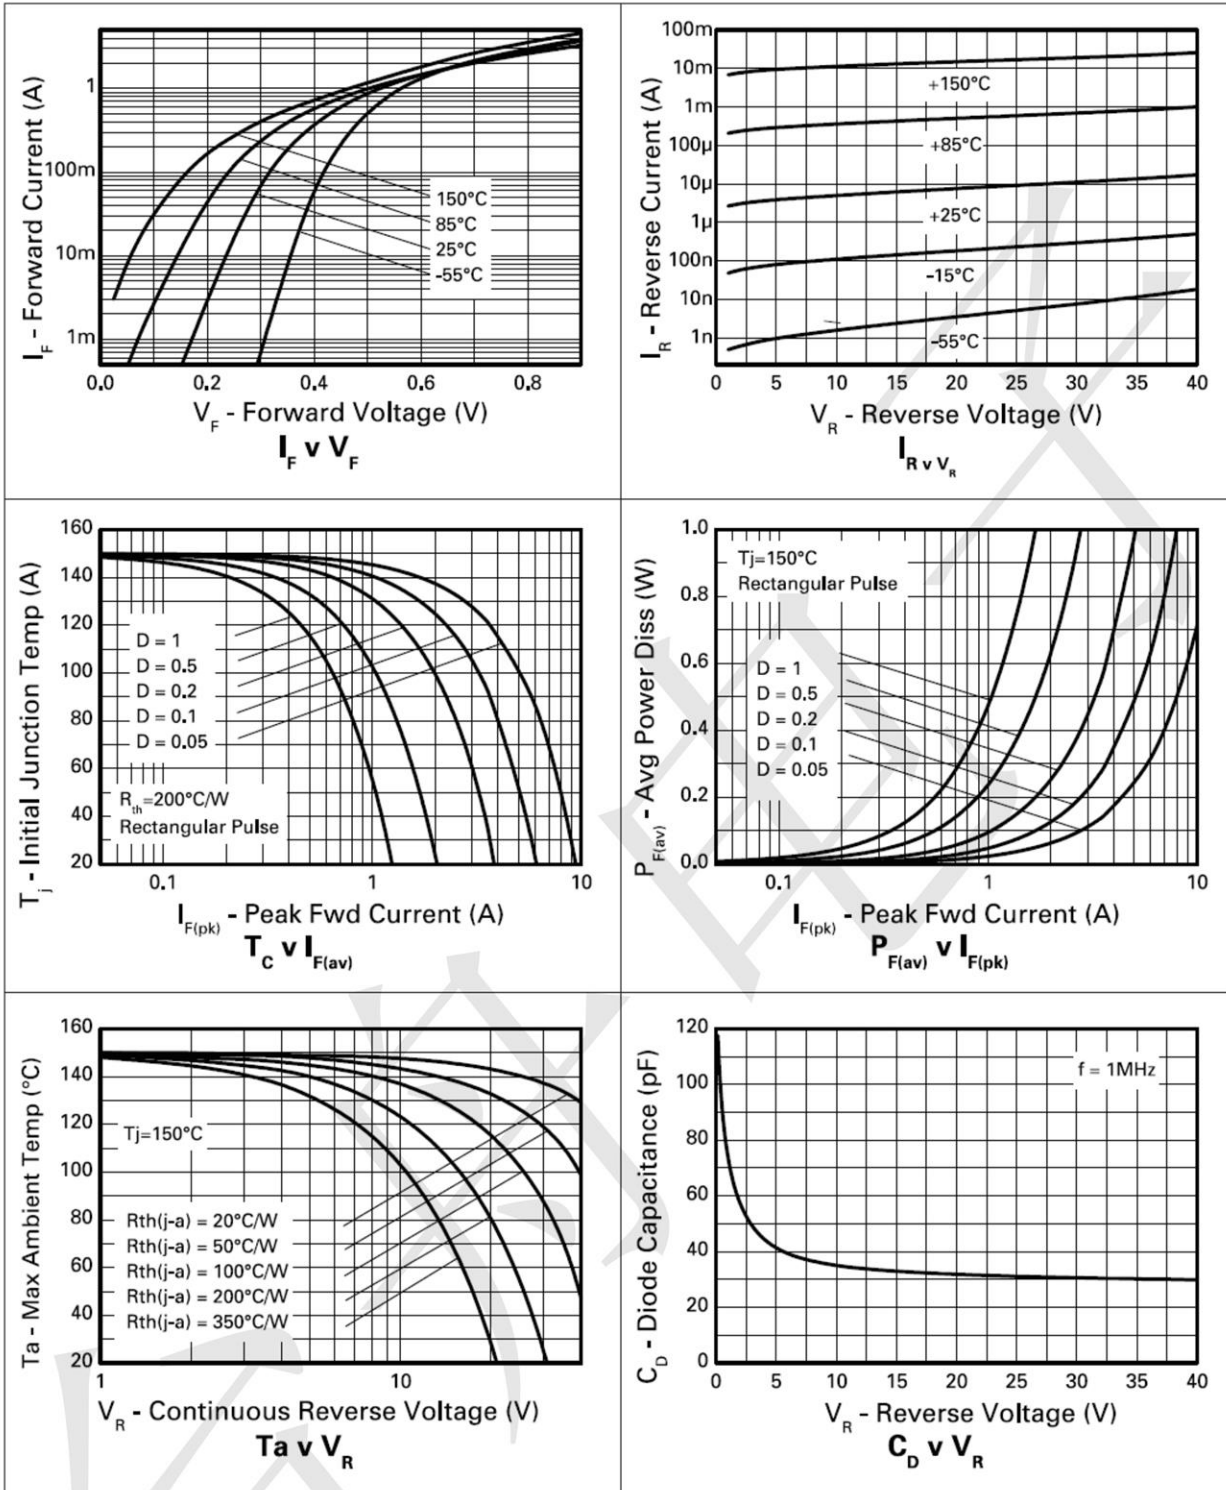 I_F - Forward Current (A)
1
100m
10m
1m
150°C
85°C
25°C
-55°C
0.0 0.2 0.4 0.6 0.8
V_F - Forward Voltage (V)
I_F v V_F
I_R - Reverse Current (A)
100m
10m
1m
100µ
10µ
1µ
100n
10n
1n
+150°C
+85°C
+25°C
-15°C
-55°C
0 5 10 15 20 25 30 35 40
V_R - Reverse Voltage (V)
I_R v V_R
T_j - Initial Junction Temp (A)
160
140
120
100
80
60
40
20
D = 1
D = 0.5
D = 0.2
D = 0.1
D = 0.05
R_th=200°C/W
Rectangular Pulse
0.1 1 10
I_F(pk) - Peak Fwd Current (A)
T_C v I_F(av)
P_F(av) - Avg Power Diss (W)
1.0
0.8
0.6
0.4
0.2
0.0
Tj=150°C
Rectangular Pulse
D = 1
D = 0.5
D = 0.2
D = 0.1
D = 0.05
0.1 1 10
I_F(pk) - Peak Fwd Current (A)
P_F(av) v I_F(pk)
Ta - Max Ambient Temp (°C)
160
140
120
100
80
60
40
20
Tj=150°C
Rth(j-a) = 20°C/W
Rth(j-a) = 50°C/W
Rth(j-a) = 100°C/W
Rth(j-a) = 200°C/W
Rth(j-a) = 350°C/W
1 10
V_R - Continuous Reverse Voltage (V)
Ta v V_R
C_D - Diode Capacitance (pF)
120
100
80
60
40
20
0
f = 1MHz
0 5 10 15 20 25 30 35 40
V_R - Reverse Voltage (V)
C_D v V_R